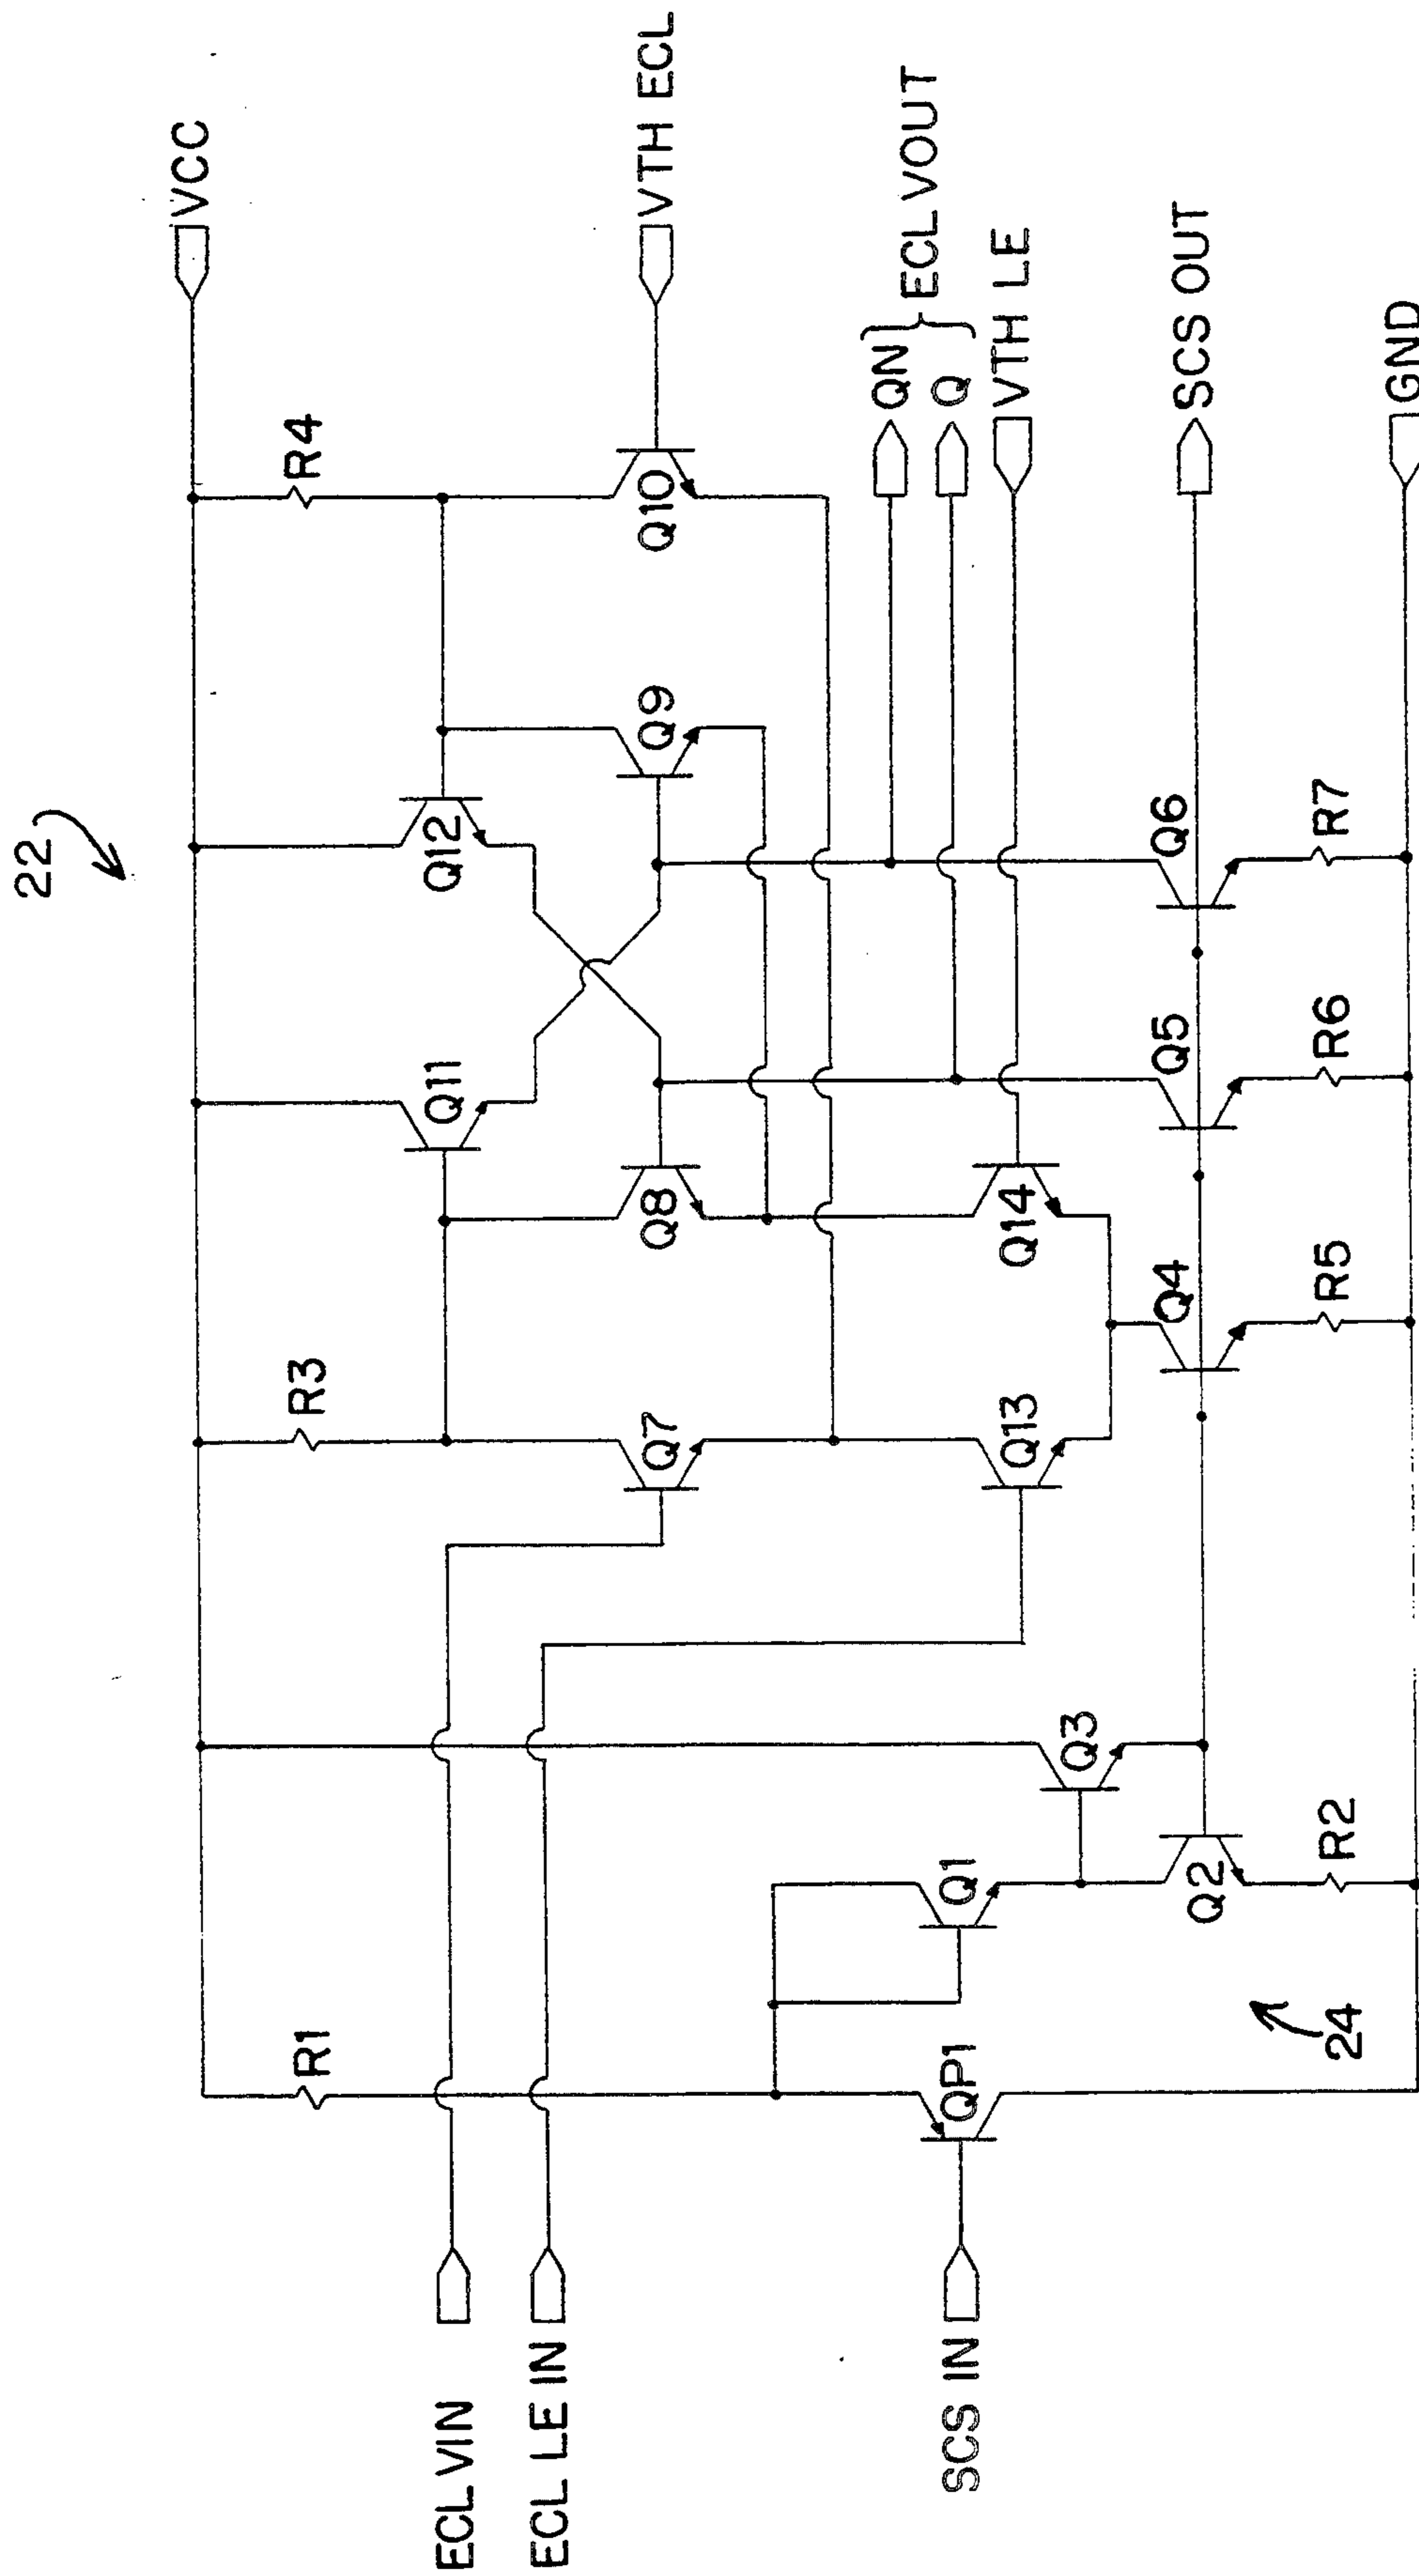 22
VCC
R1
R3
R4
Q11
Q12
VTH ECL
ECL VIN
ECL LE IN
Q7
Q8
Q9
Q10
QN
ECL VOUT
Q
VTH LE
SCS IN
QP1
Q1
Q3
Q13
Q14
Q2
Q4
Q5
Q6
SCS OUT
24
R2
R5
R6
R7
GND